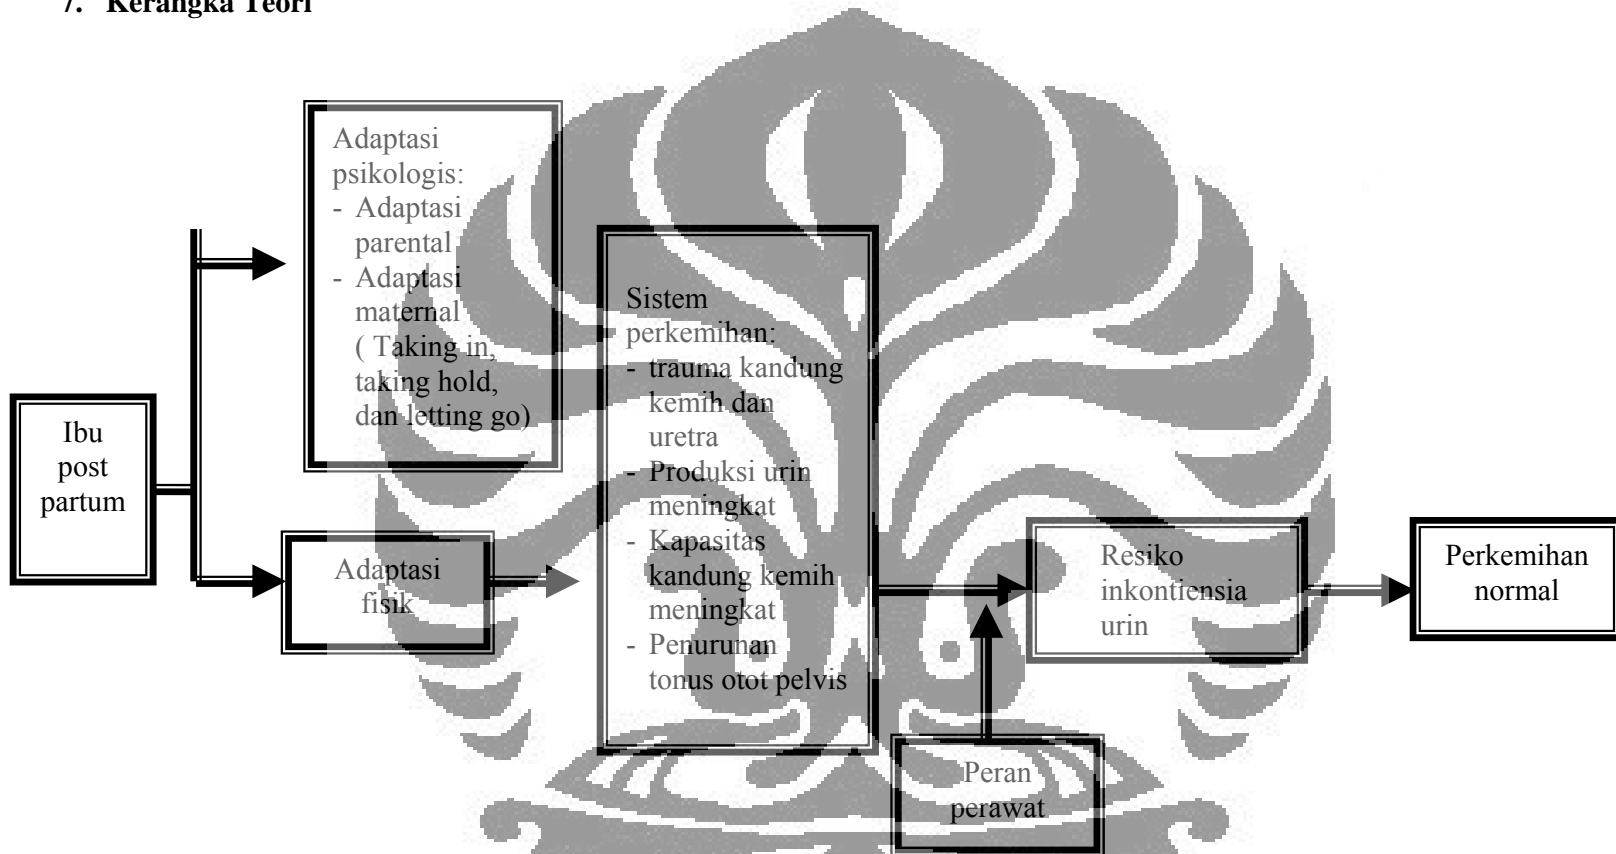 7. Kerangka Teori
Adaptasi
psikologis:
- Adaptasi
parental
- Adaptasi
maternal
( Taking in,
taking hold,
dan letting go)
Sistem
perkemihan:
- trauma kandung
kemih dan
uretra
- Produksi urin
meningkat
- Kapasitas
kandung kemih
meningkat
- Penurunan
tonus otot pelvis
Ibu
post
partum
Adaptasi
fisik
Resiko
inkontiensia
urin
Perkemihan
normal
Peran
perawat